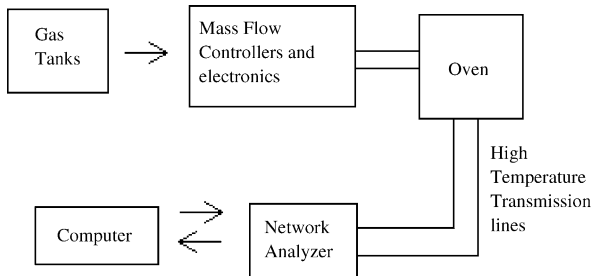 Gas
Tanks
Mass Flow
Controllers and
electronics
Oven
High
Temperature
Transmission
lines
Computer
Network
Analyzer